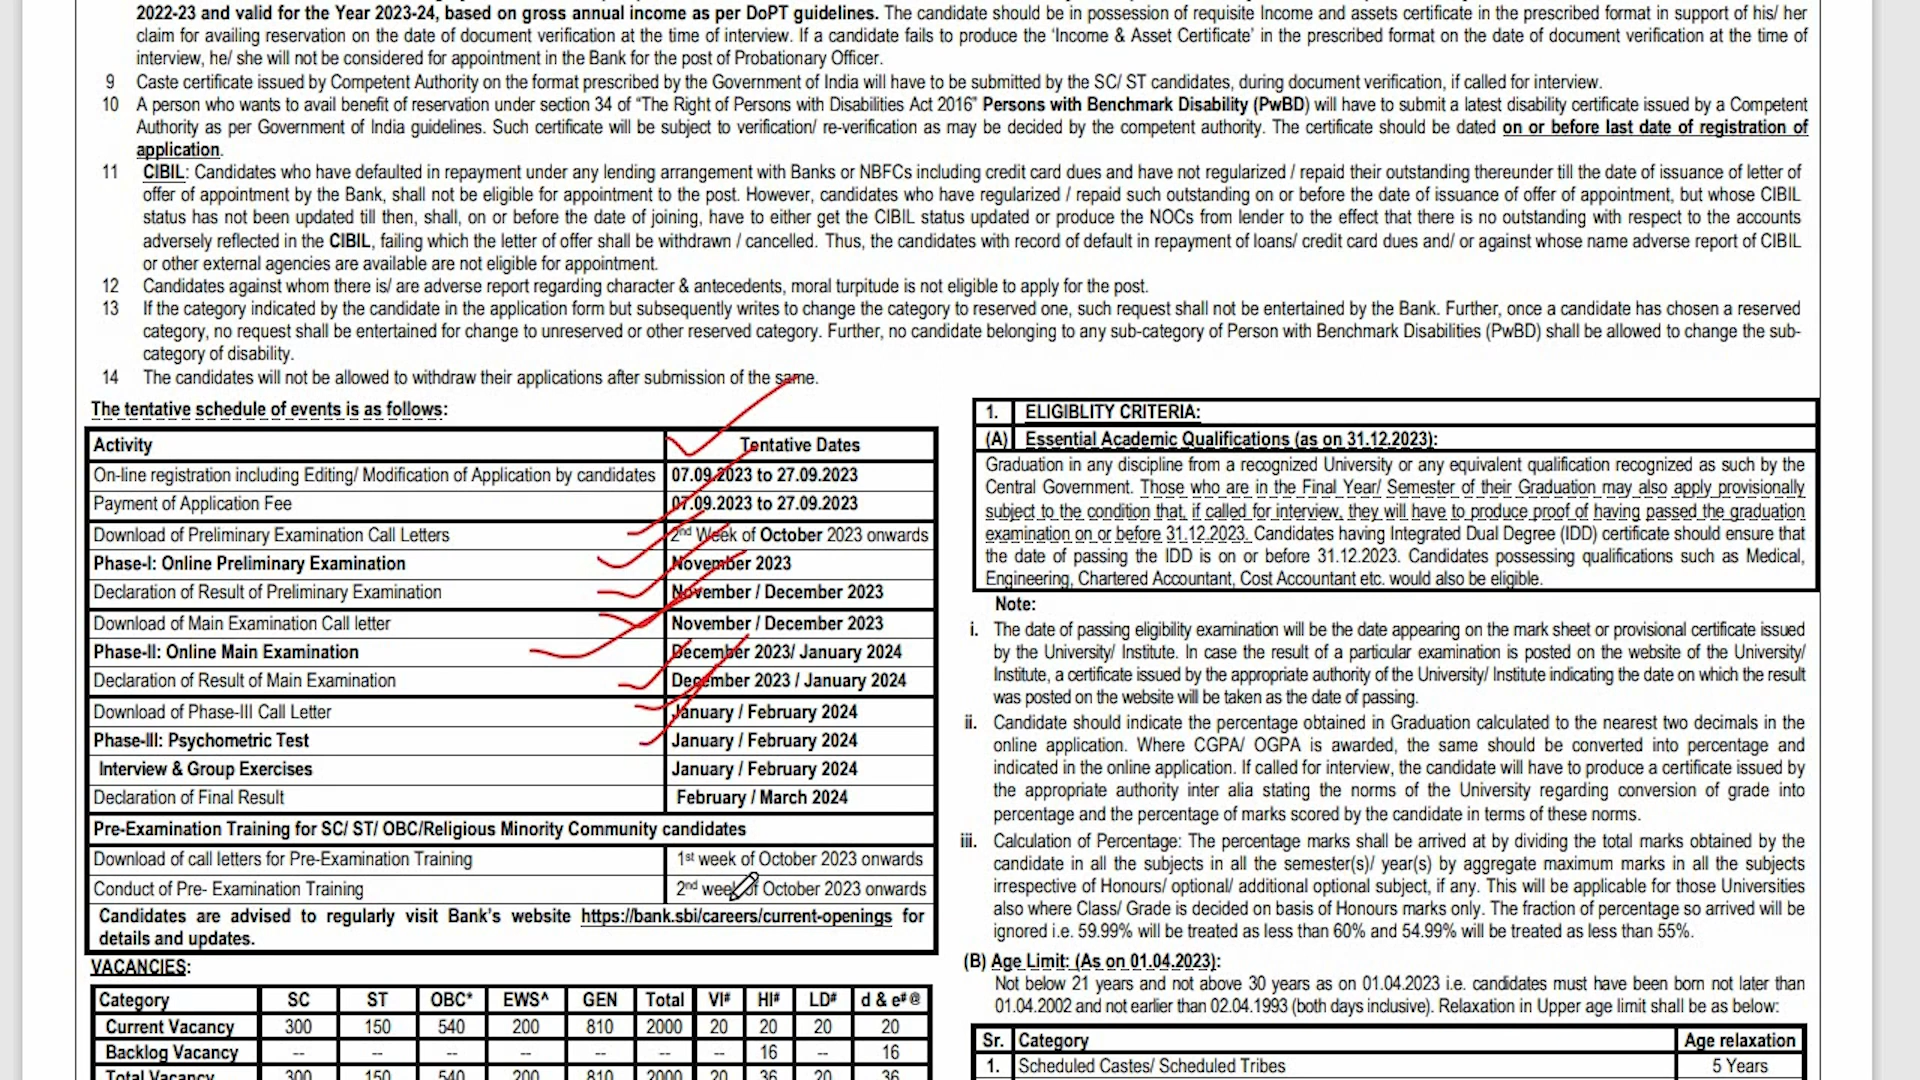 2022-23 and valid for the Year 2023-24, based on gross annual income as per DoPT guidelines. The candidate should be in possession of requisite Income and assets certificate in the prescribed format in support of his/ her
claim for availing reservation on the date of document verification at the time of interview. If a candidate fails to produce the ‘Income & Asset Certificate’ in the prescribed format on the date of document verification at the time of
interview, he/ she will not be considered for appointment in the Bank for the post of Probationary Officer.
9 Caste certificate issued by Competent Authority on the format prescribed by the Government of India will have to be submitted by the SC/ ST candidates, during document verification, if called for interview.
10 A person who wants to avail benefit of reservation under section 34 of “The Right of Persons with Disabilities Act 2016” Persons with Benchmark Disability (PwBD) will have to submit a latest disability certificate issued by a Competent
Authority as per Government of India guidelines. Such certificate will be subject to verification/ re-verification as may be decided by the competent authority. The certificate should be dated on or before last date of registration of
application.
11 CIBIL: Candidates who have defaulted in repayment under any lending arrangement with Banks or NBFCs including credit card dues and have not regularized / repaid their outstanding thereunder till the date of issuance of letter of
offer of appointment by the Bank, shall not be eligible for appointment to the post. However, candidates who have regularized / repaid such outstanding on or before the date of issuance of offer of appointment, but whose CIBIL
status has not been updated till then, shall, on or before the date of joining, have to either get the CIBIL status updated or produce the NOCs from lender to the effect that there is no outstanding with respect to the accounts
adversely reflected in the CIBIL, failing which the letter of offer shall be withdrawn / cancelled. Thus, the candidates with record of default in repayment of loans/ credit card dues and/ or against whose name adverse report of CIBIL
or other external agencies are available are not eligible for appointment.
12 Candidates against whom there is/ are adverse report regarding character & antecedents, moral turpitude is not eligible to apply for the post.
13 If the category indicated by the candidate in the application form but subsequently writes to change the category to reserved one, such request shall not be entertained by the Bank. Further, once a candidate has chosen a reserved
category, no request shall be entertained for change to unreserved or other reserved category. Further, no candidate belonging to any sub-category of Person with Benchmark Disabilities (PwBD) shall be allowed to change the sub-
category of disability.
14 The candidates will not be allowed to withdraw their applications after submission of the same.
The tentative schedule of events is as follows:
Activity Tentative Dates
On-line registration including Editing/ Modification of Application by candidates 07.09.2023 to 27.09.2023
Payment of Application Fee 07.09.2023 to 27.09.2023
Download of Preliminary Examination Call Letters 2nd Week of October 2023 onwards
Phase-I: Online Preliminary Examination November 2023
Declaration of Result of Preliminary Examination November / December 2023
Download of Main Examination Call letter November / December 2023
Phase-II: Online Main Examination December 2023/ January 2024
Declaration of Result of Main Examination December 2023 / January 2024
Download of Phase-III Call Letter January / February 2024
Phase-III: Psychometric Test January / February 2024
Interview & Group Exercises January / February 2024
Declaration of Final Result February / March 2024
Pre-Examination Training for SC/ ST/ OBC/Religious Minority Community candidates
Download of call letters for Pre-Examination Training 1st week of October 2023 onwards
Conduct of Pre- Examination Training 2nd week of October 2023 onwards
Candidates are advised to regularly visit Bank’s website https://bank.sbi/careers/current-openings for
details and updates.
VACANCIES:
Category SC ST OBC* EWS^ GEN Total VI# HI# LD# d & e#@
Current Vacancy 300 150 540 200 810 2000 20 20 20 20
Backlog Vacancy -- -- -- -- -- -- -- 16 -- 16
Total Vacancy 300 150 540 200 810 2000 20 36 20 36
1. ELIGIBLITY CRITERIA:
(A) Essential Academic Qualifications (as on 31.12.2023):
Graduation in any discipline from a recognized University or any equivalent qualification recognized as such by the
Central Government. Those who are in the Final Year/ Semester of their Graduation may also apply provisionally
subject to the condition that, if called for interview, they will have to produce proof of having passed the graduation
examination on or before 31.12.2023. Candidates having Integrated Dual Degree (IDD) certificate should ensure that
the date of passing the IDD is on or before 31.12.2023. Candidates possessing qualifications such as Medical,
Engineering, Chartered Accountant, Cost Accountant etc. would also be eligible.
Note:
i. The date of passing eligibility examination will be the date appearing on the mark sheet or provisional certificate issued
by the University/ Institute. In case the result of a particular examination is posted on the website of the University/
Institute, a certificate issued by the appropriate authority of the University/ Institute indicating the date on which the result
was posted on the website will be taken as the date of passing.
ii. Candidate should indicate the percentage obtained in Graduation calculated to the nearest two decimals in the
online application. Where CGPA/ OGPA is awarded, the same should be converted into percentage and
indicated in the online application. If called for interview, the candidate will have to produce a certificate issued by
the appropriate authority inter alia stating the norms of the University regarding conversion of grade into
percentage and the percentage of marks scored by the candidate in terms of these norms.
iii. Calculation of Percentage: The percentage marks shall be arrived at by dividing the total marks obtained by the
candidate in all the subjects in all the semester(s)/ year(s) by aggregate maximum marks in all the subjects
irrespective of Honours/ optional/ additional optional subject, if any. This will be applicable for those Universities
also where Class/ Grade is decided on basis of Honours marks only. The fraction of percentage so arrived will be
ignored i.e. 59.99% will be treated as less than 60% and 54.99% will be treated as less than 55%.
(B) Age Limit: (As on 01.04.2023):
Not below 21 years and not above 30 years as on 01.04.2023 i.e. candidates must have been born not later than
01.04.2002 and not earlier than 02.04.1993 (both days inclusive). Relaxation in Upper age limit shall be as below:
Sr. Category Age relaxation
1. Scheduled Castes/ Scheduled Tribes 5 Years